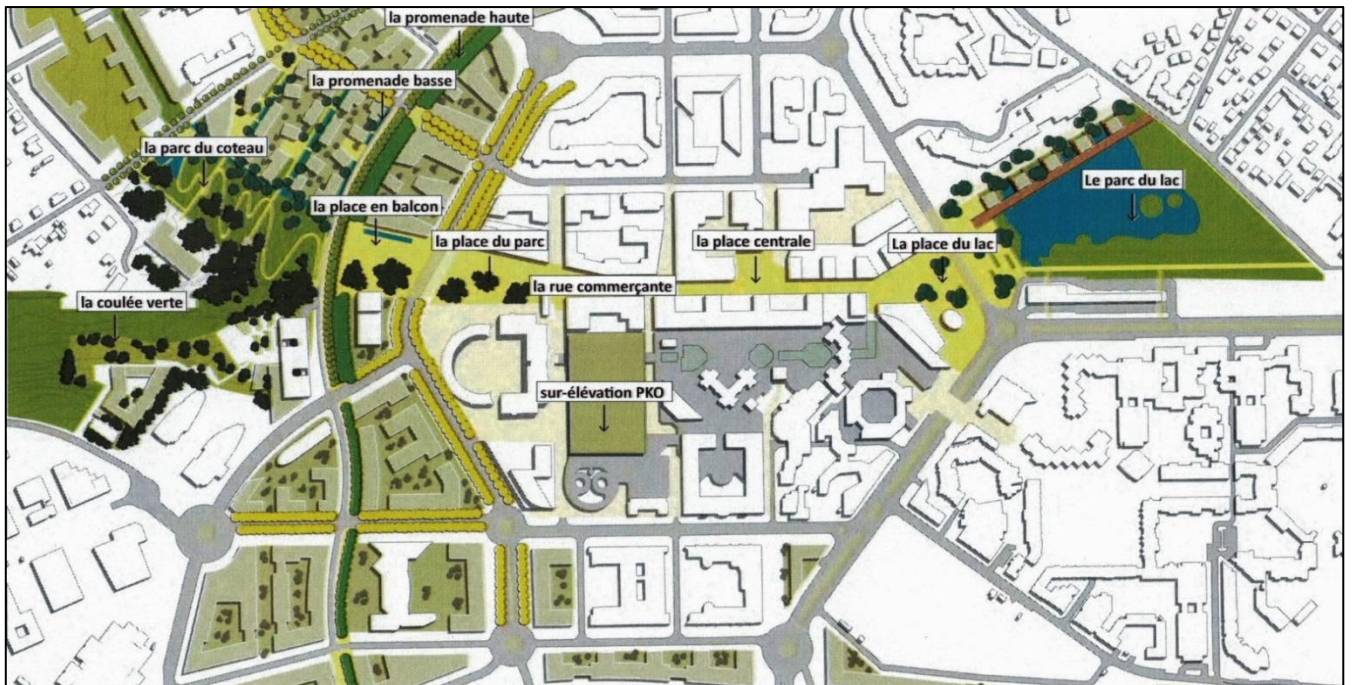 la promenade haute
la promenade basse
la parc du coteau
Le parc du lac
la place en balcon
la place du parc
la place centrale
La place du lac
la rue commerçante
la coulée verte
sur-élévation PKO